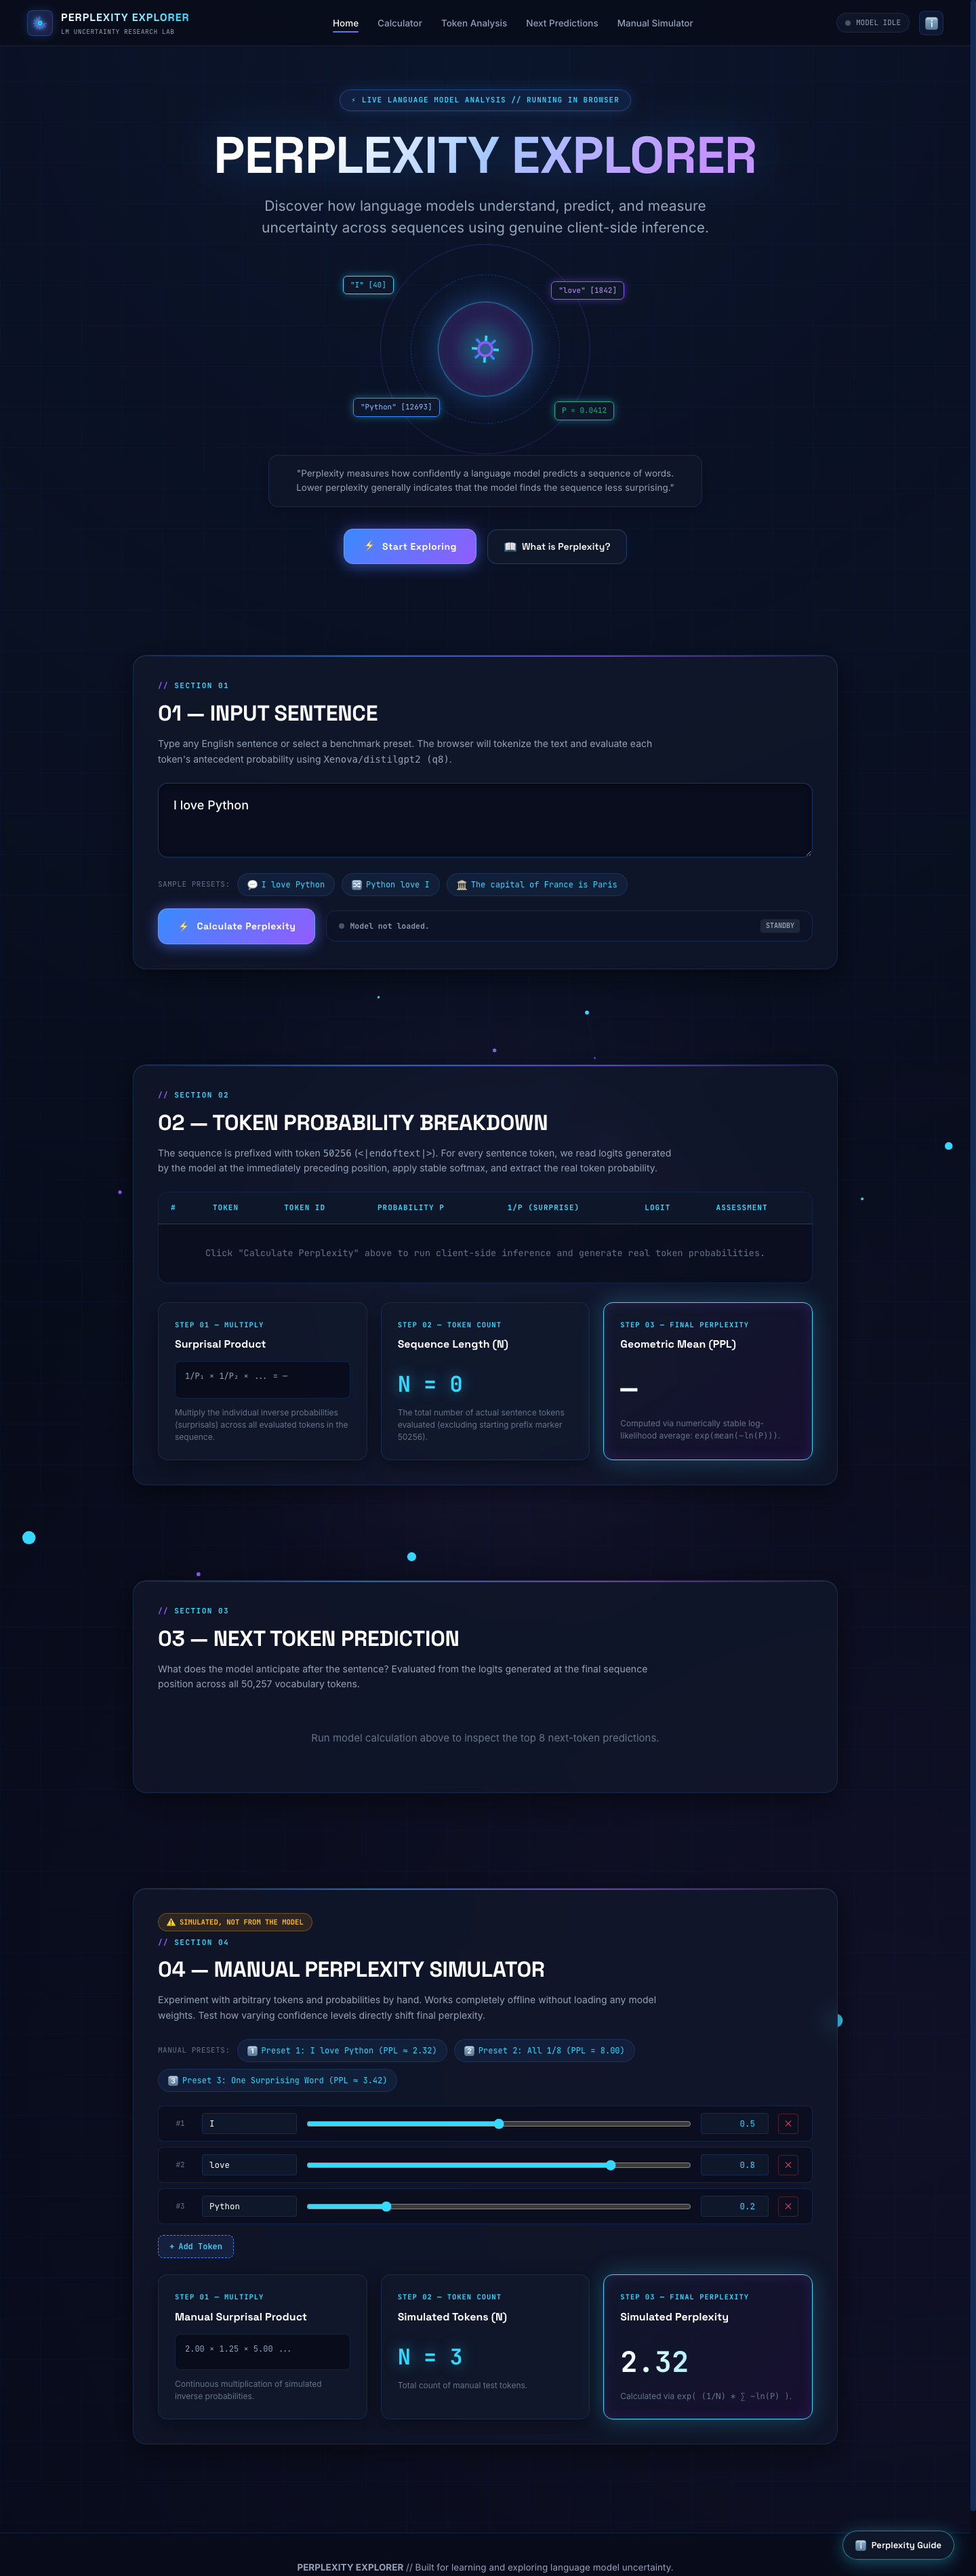 PERPLEXITY EXPLORER
LM UNCERTAINTY RESEARCH LAB
Home
Calculator
Token Analysis
Next Predictions
Manual Simulator
MODEL IDLE
⚡ LIVE LANGUAGE MODEL ANALYSIS // RUNNING IN BROWSER
PERPLEXITY EXPLORER
Discover how language models understand, predict, and measure
uncertainty across sequences using genuine client-side inference.
"I" [40]
"love" [1842]
"Python" [12693]
P = 0.0412
"Perplexity measures how confidently a language model predicts a sequence of words.
Lower perplexity generally indicates that the model finds the sequence less surprising."
⚡ Start Exploring
📖 What is Perplexity?
// SECTION 01
01 — INPUT SENTENCE
Type any English sentence or select a benchmark preset. The browser will tokenize the text and evaluate each
token's antecedent probability using Xenova/distilgpt2 (q8).
I love Python
SAMPLE PRESETS:
💬 I love Python
🔀 Python love I
🏛️ The capital of France is Paris
⚡ Calculate Perplexity
Model not loaded.
STANDBY
// SECTION 02
02 — TOKEN PROBABILITY BREAKDOWN
The sequence is prefixed with token 50256 (<|endoftext|>). For every sentence token, we read logits generated
by the model at the immediately preceding position, apply stable softmax, and extract the real token probability.
# TOKEN TOKEN ID PROBABILITY P 1/P (SURPRISE) LOGIT ASSESSMENT
Click "Calculate Perplexity" above to run client-side inference and generate real token probabilities.
STEP 01 — MULTIPLY
Surprisal Product
1/P₁ × 1/P₂ × ... = —
Multiply the individual inverse probabilities
(surprisals) across all evaluated tokens in the
sequence.
STEP 02 — TOKEN COUNT
Sequence Length (N)
N = 0
The total number of actual sentence tokens
evaluated (excluding starting prefix marker
50256).
STEP 03 — FINAL PERPLEXITY
Geometric Mean (PPL)
—
Computed via numerically stable log-
likelihood average: exp(mean(−ln(P))).
// SECTION 03
03 — NEXT TOKEN PREDICTION
What does the model anticipate after the sentence? Evaluated from the logits generated at the final sequence
position across all 50,257 vocabulary tokens.
Run model calculation above to inspect the top 8 next-token predictions.
⚠️ SIMULATED, NOT FROM THE MODEL
// SECTION 04
04 — MANUAL PERPLEXITY SIMULATOR
Experiment with arbitrary tokens and probabilities by hand. Works completely offline without loading any model
weights. Test how varying confidence levels directly shift final perplexity.
MANUAL PRESETS:
1️⃣ Preset 1: I love Python (PPL ≈ 2.32)
2️⃣ Preset 2: All 1/8 (PPL = 8.00)
3️⃣ Preset 3: One Surprising Word (PPL ≈ 3.42)
#1 I 0.5 ×
#2 love 0.8 ×
#3 Python 0.2 ×
+ Add Token
STEP 01 — MULTIPLY
Manual Surprisal Product
2.00 × 1.25 × 5.00 ...
Continuous multiplication of simulated
inverse probabilities.
STEP 02 — TOKEN COUNT
Simulated Tokens (N)
N = 3
Total count of manual test tokens.
STEP 03 — FINAL PERPLEXITY
Simulated Perplexity
2.32
Calculated via exp( (1/N) * ∑ −ln(P) ).
ℹ️ Perplexity Guide
PERPLEXITY EXPLORER // Built for learning and exploring language model uncertainty.